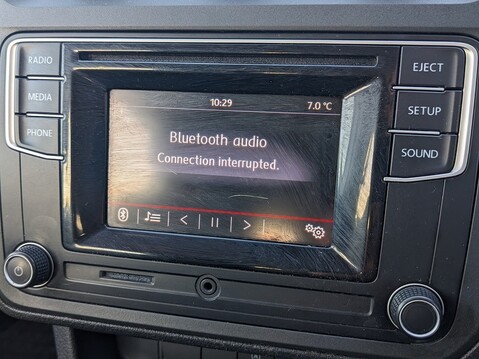 RADIO
MEDIA
PHONE
10:29
7.0 °C
Bluetooth audio
Connection interrupted.
EJECT
SETUP
SOUND